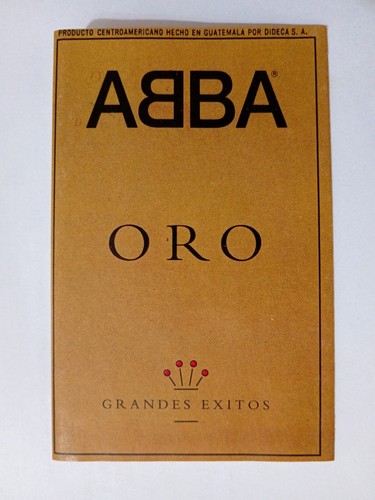 PRODUCTO CENTROAMERICANO HECHO EN GUATEMALA POR DIDECA S. A.
ABBA®
ORO
GRANDES EXITOS